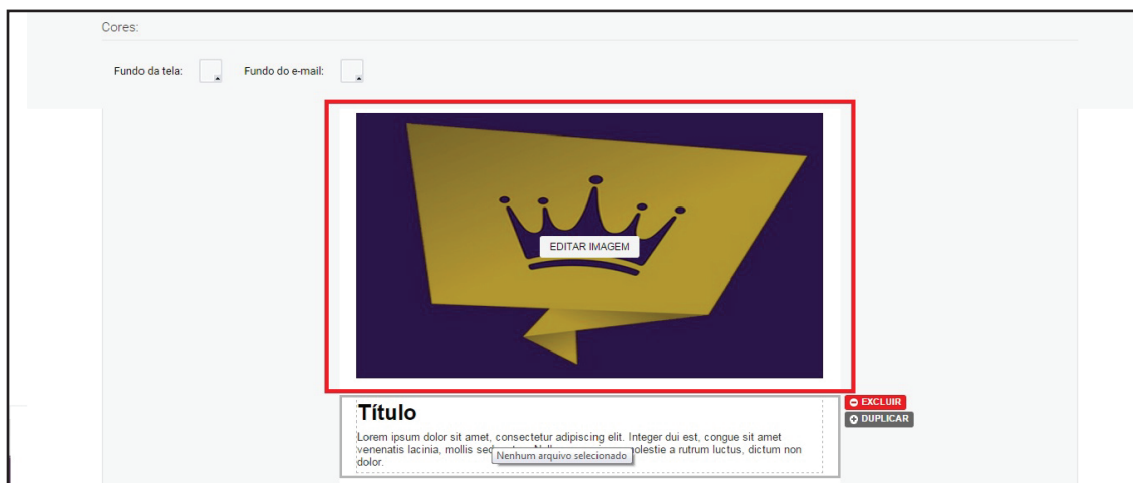 Cores:
Fundo da tela: Fundo do e-mail:
EDITAR IMAGEM
EXCLUIR
DUPLICAR
Título
Lorem ipsum dolor sit amet, consectetur adipiscing elit. Integer dui est, congue sit amet
venenatis lacinia, mollis sed molestie a rutrum luctus, dictum non
dolor.
Nenhum arquivo selecionado